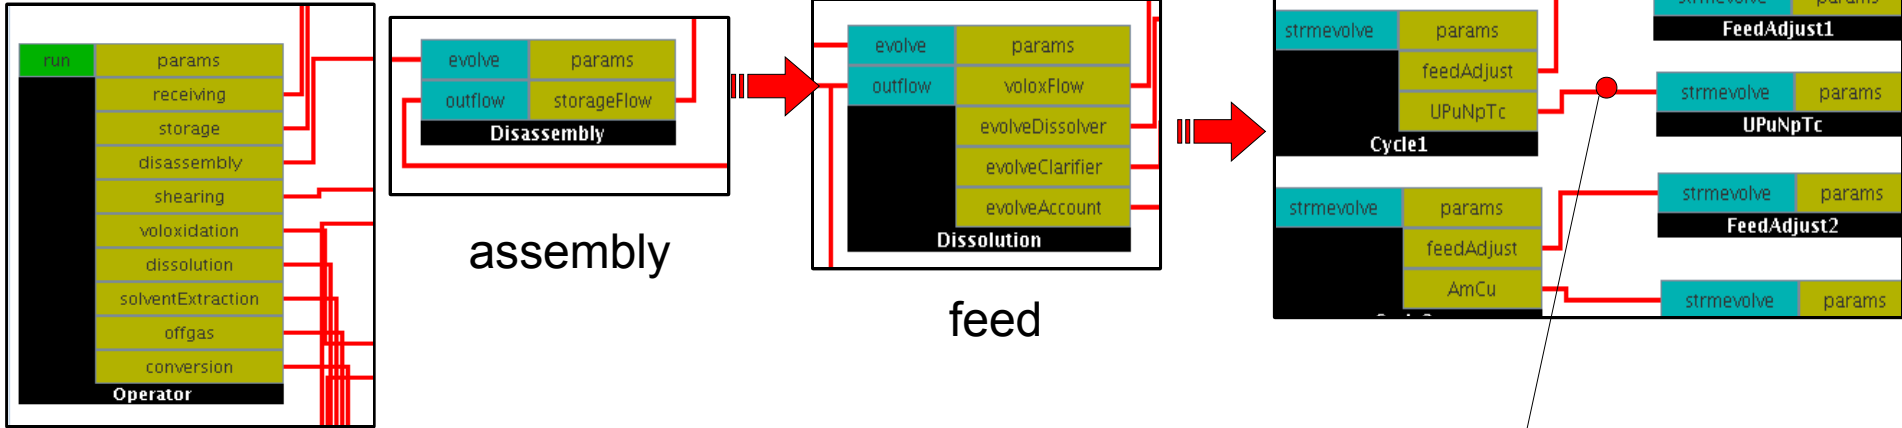 run params
receiving
storage
disassembly
shearing
voloxidation
dissolution
solventExtraction
offgas
conversion
Operator
evolve params
outflow storageFlow
Disassembly
assembly
evolve params
outflow voloxFlow
evolveDissolver
evolveClarifier
evolveAccount
Dissolution
feed
strmevolve params
feedAdjust
UPuNpTc
Cycle1
strmevolve params
feedAdjust
AmCu
strmevolve params
FeedAdjust1
strmevolve params
UPuNpTc
strmevolve params
FeedAdjust2
strmevolve params